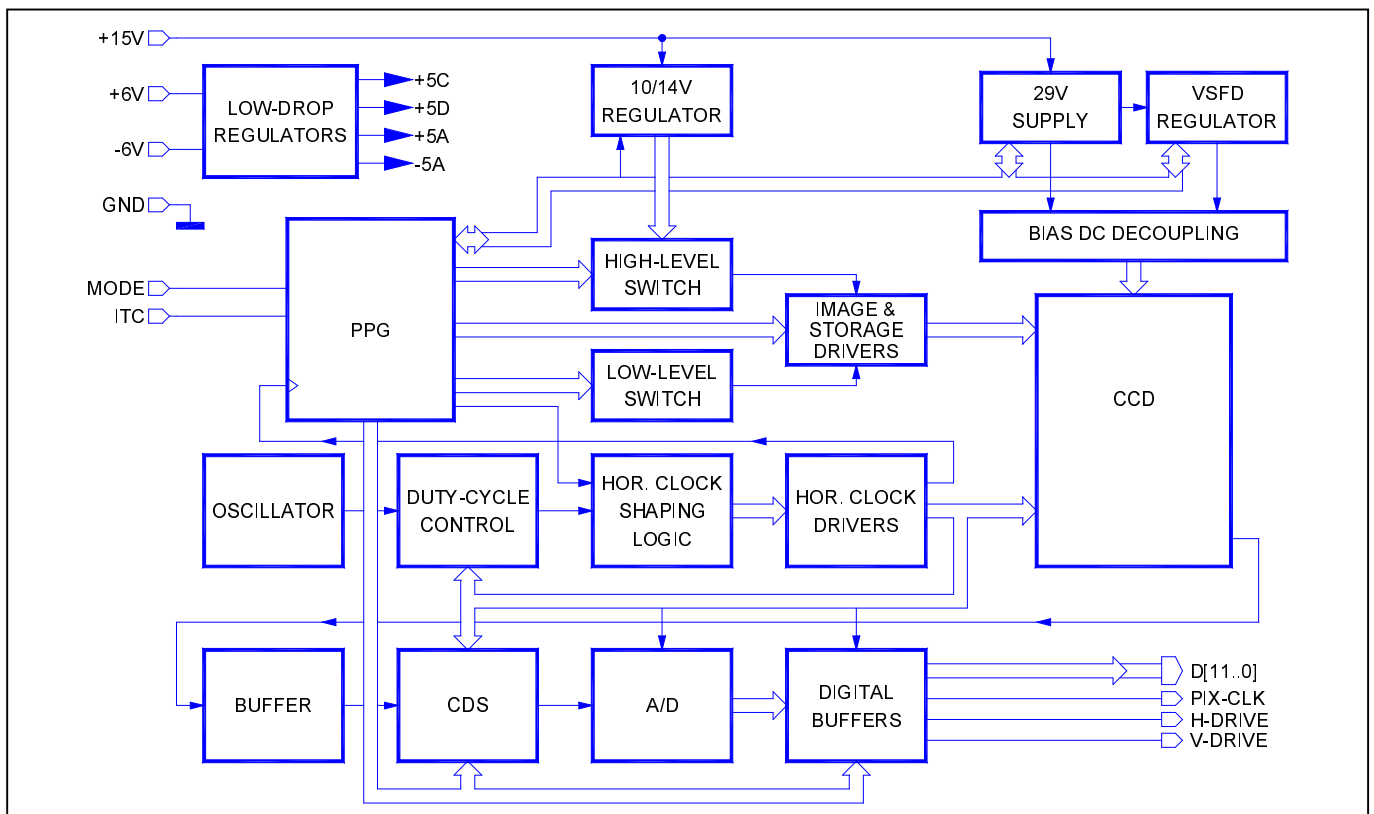 +15V
+6V
-6V
GND
MODE
ITC
LOW-DROP
REGULATORS
+5C
+5D
+5A
-5A
10/14V
REGULATOR
29V
SUPPLY
VSFD
REGULATOR
BIAS DC DECOUPLING
PPG
HIGH-LEVEL
SWITCH
IMAGE &
STORAGE
DRIVERS
LOW-LEVEL
SWITCH
CCD
OSCILLATOR
DUTY-CYCLE
CONTROL
HOR. CLOCK
SHAPING
LOGIC
HOR. CLOCK
DRIVERS
BUFFER
CDS
A/D
DIGITAL
BUFFERS
D[11..0]
PIX-CLK
H-DRIVE
V-DRIVE